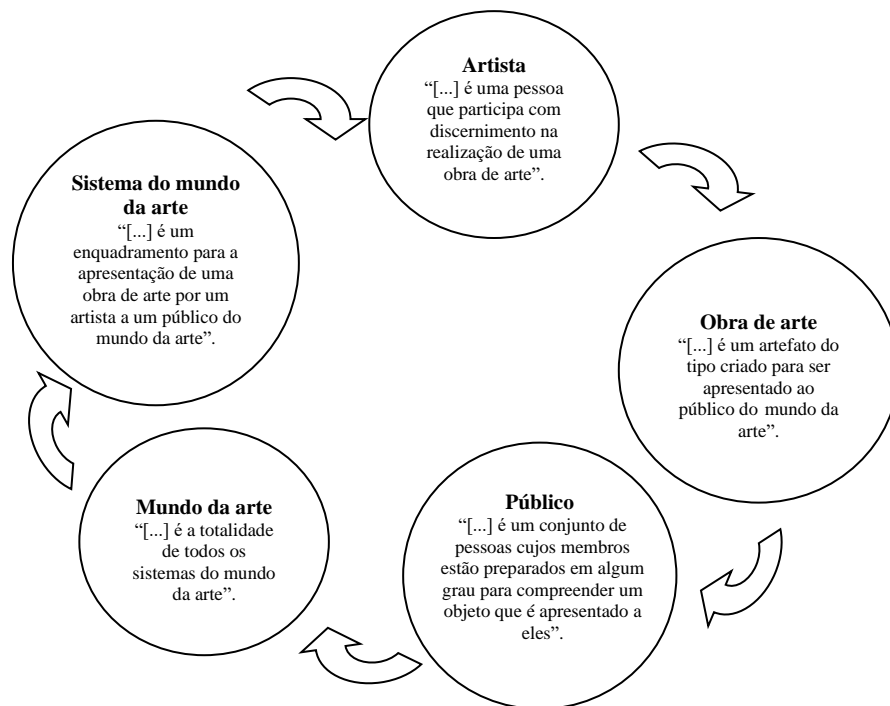 Artista
“[...] é uma pessoa
que participa com
discernimento na
realização de uma
obra de arte”.
Obra de arte
“[...] é um artefato do
tipo criado para ser
apresentado ao
público do mundo da
arte”.
Público
“[...] é um conjunto de
pessoas cujos membros
estão preparados em algum
grau para compreender um
objeto que é apresentado a
eles”.
Mundo da arte
“[...] é a totalidade
de todos os
sistemas do mundo
da arte”.
Sistema do mundo
da arte
“[...] é um
enquadramento para a
apresentação de uma
obra de arte por um
artista a um público do
mundo da arte”.